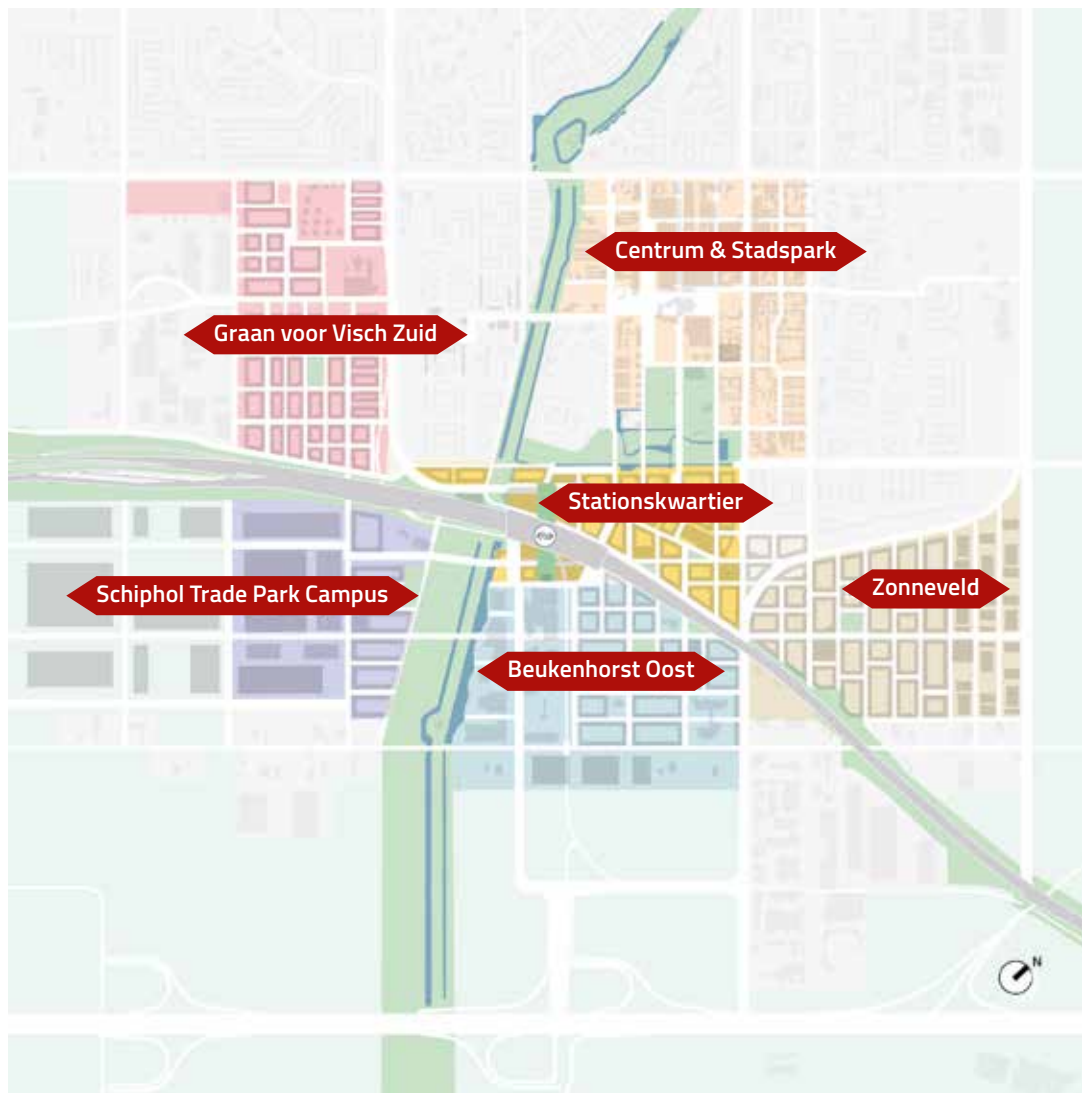 Centrum & Stadspark
Graan voor Visch Zuid
Stationskwartier
Schiphol Trade Park Campus
Zonneveld
Beukenhorst Oost
N